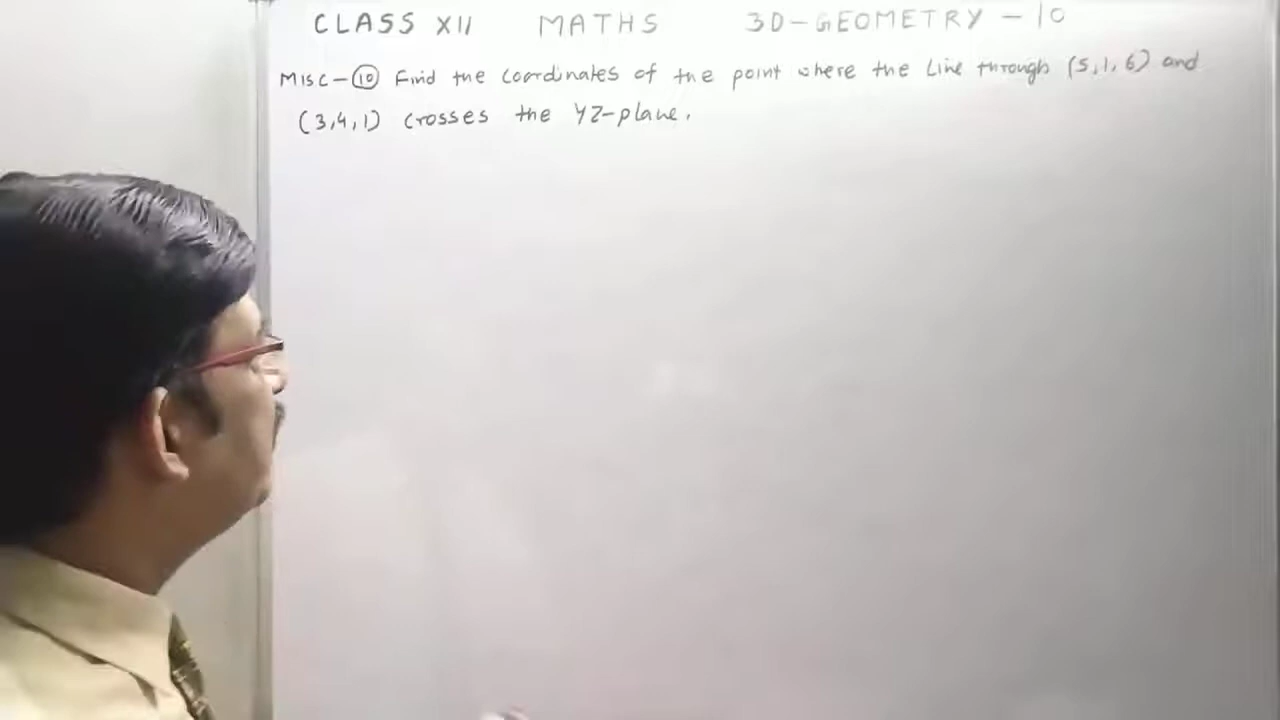 CLASS XII MATHS 3D-GEOMETRY - 10
MISC-⑩ Find the coordinates of the point where the line through (5,1,6) and
(3,4,1) crosses the YZ-plane.